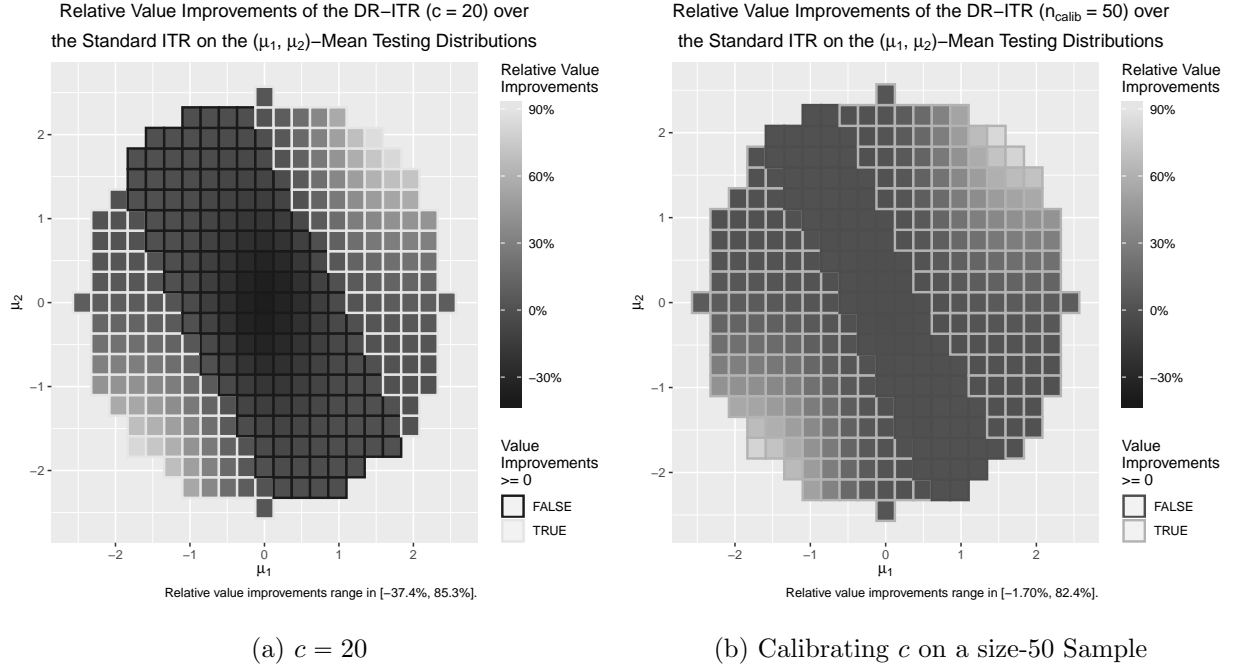 Relative Value Improvements of the DR−ITR (c = 20) over
the Standard ITR on the (μ1, μ2)−Mean Testing Distributions
μ2
2
1
0
−1
−2
−2
−1
0
1
2
μ1
Relative Value
Improvements
90%
60%
30%
0%
−30%
Value
Improvements
>= 0
FALSE
TRUE
Relative value improvements range in [−37.4%, 85.3%].
(a) c = 20
Relative Value Improvements of the DR−ITR (ncalib = 50) over
the Standard ITR on the (μ1, μ2)−Mean Testing Distributions
μ2
2
1
0
−1
−2
−2
−1
0
1
2
μ1
Relative Value
Improvements
90%
60%
30%
0%
−30%
Value
Improvements
>= 0
FALSE
TRUE
Relative value improvements range in [−1.70%, 82.4%].
(b) Calibrating c on a size-50 Sample